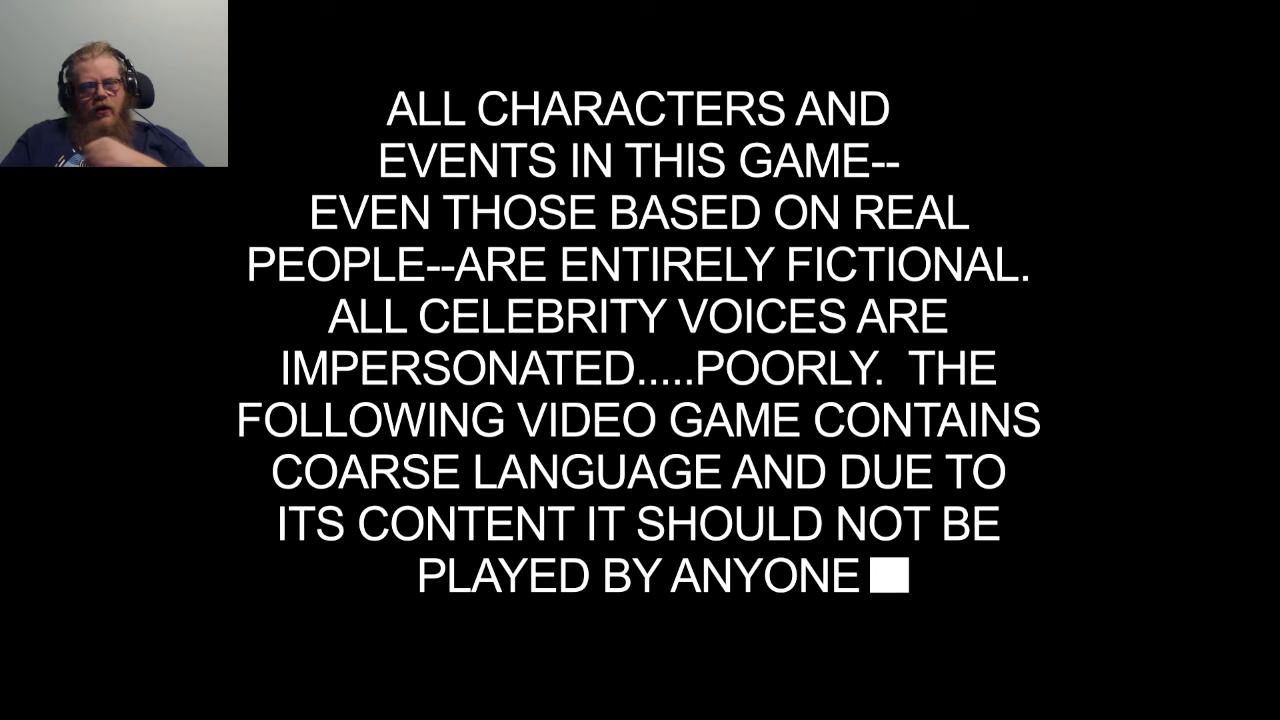 ALL CHARACTERS AND
EVENTS IN THIS GAME--
EVEN THOSE BASED ON REAL
PEOPLE--ARE ENTIRELY FICTIONAL.
ALL CELEBRITY VOICES ARE
IMPERSONATED.....POORLY.  THE
FOLLOWING VIDEO GAME CONTAINS
COARSE LANGUAGE AND DUE TO
ITS CONTENT IT SHOULD NOT BE
PLAYED BY ANYONE